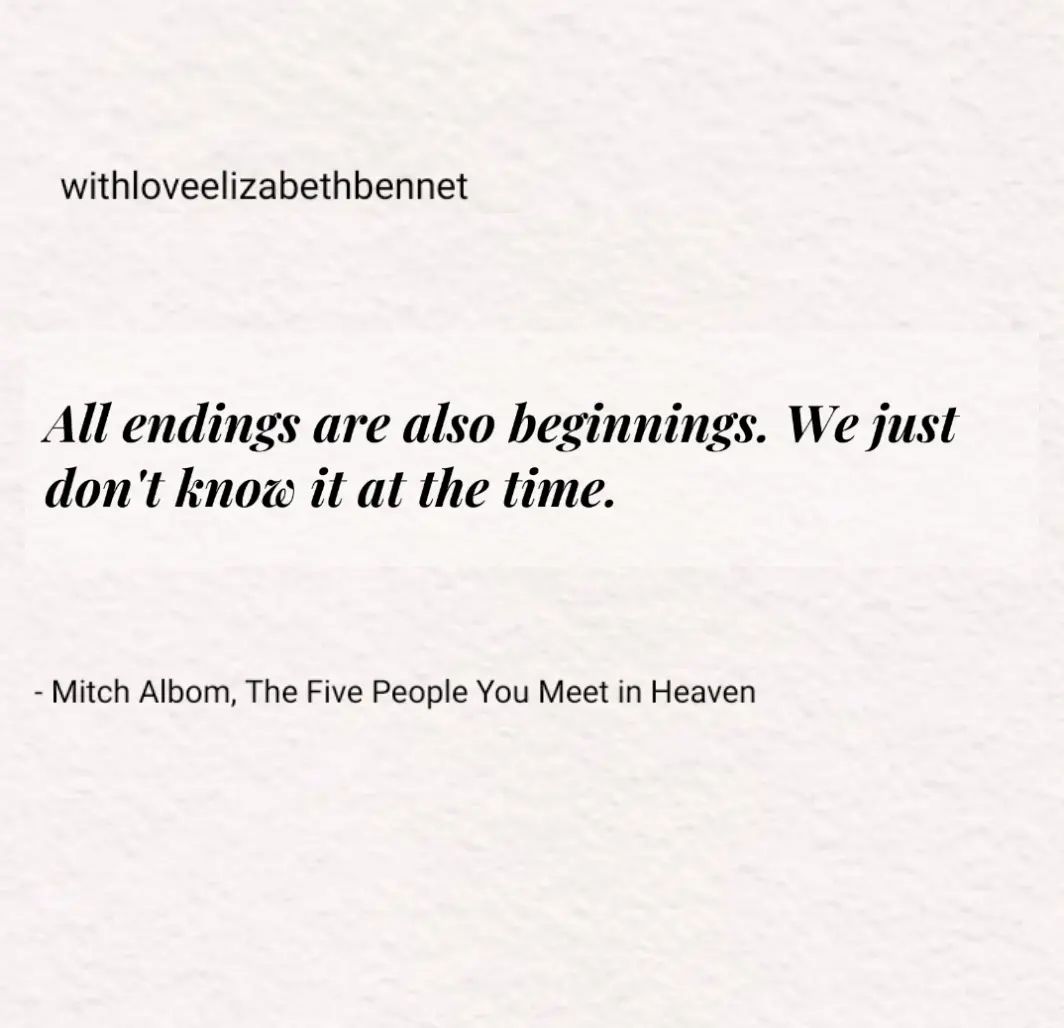 withloveelizabethbennet
All endings are also beginnings. We just
don't know it at the time.
- Mitch Albom, The Five People You Meet in Heaven